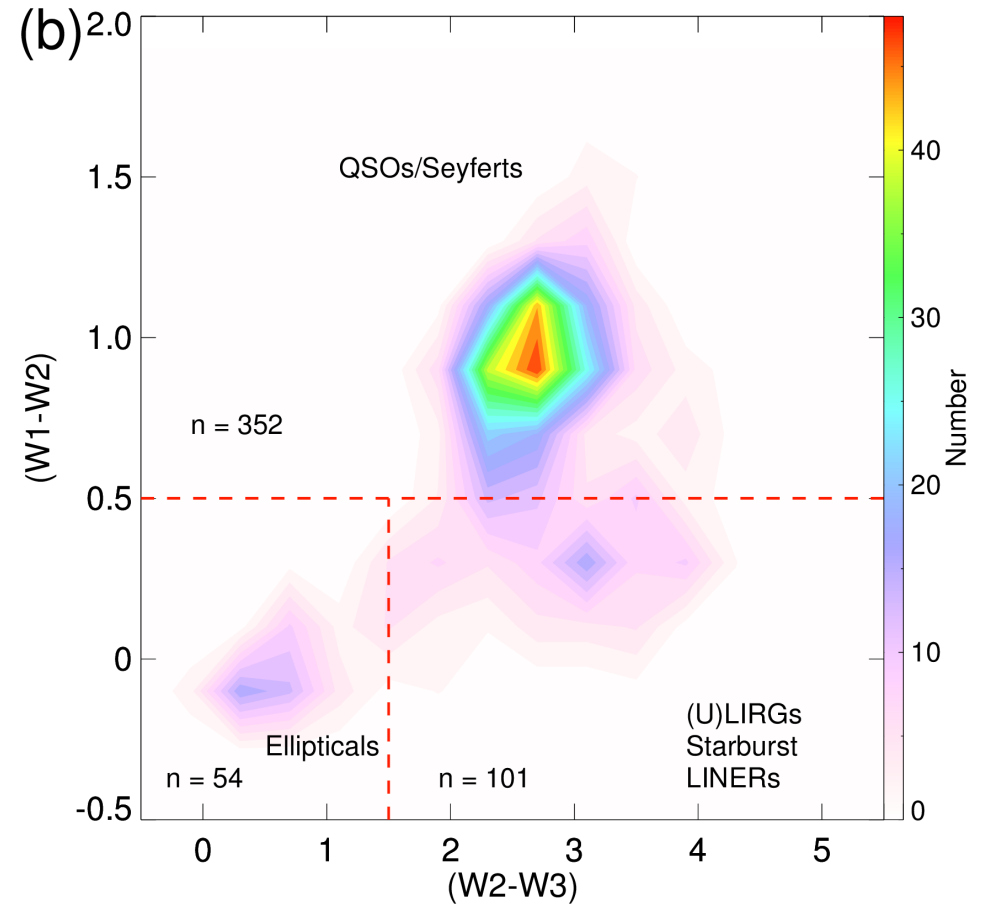 (b)
2.0
1.5
1.0
0.5
0
-0.5
(W1-W2)
QSOs/Seyferts
n = 352
Ellipticals
n = 54
n = 101
(U)LIRGs
Starburst
LINERs
0 1 2 3 4 5
(W2-W3)
40
30
20
10
0
Number